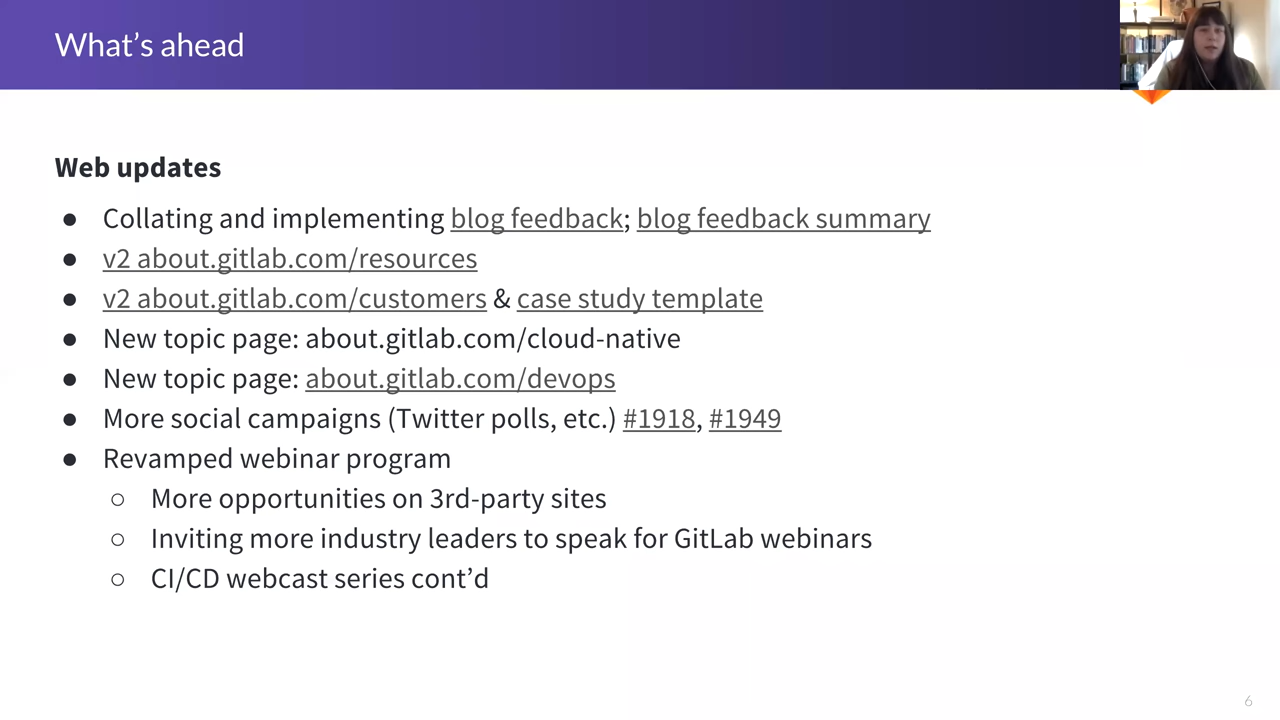 What's ahead
Web updates
● Collating and implementing blog feedback; blog feedback summary
● v2 about.gitlab.com/resources
● v2 about.gitlab.com/customers & case study template
● New topic page: about.gitlab.com/cloud-native
● New topic page: about.gitlab.com/devops
● More social campaigns (Twitter polls, etc.) #1918, #1949
● Revamped webinar program
○ More opportunities on 3rd-party sites
○ Inviting more industry leaders to speak for GitLab webinars
○ CI/CD webcast series cont'd
6